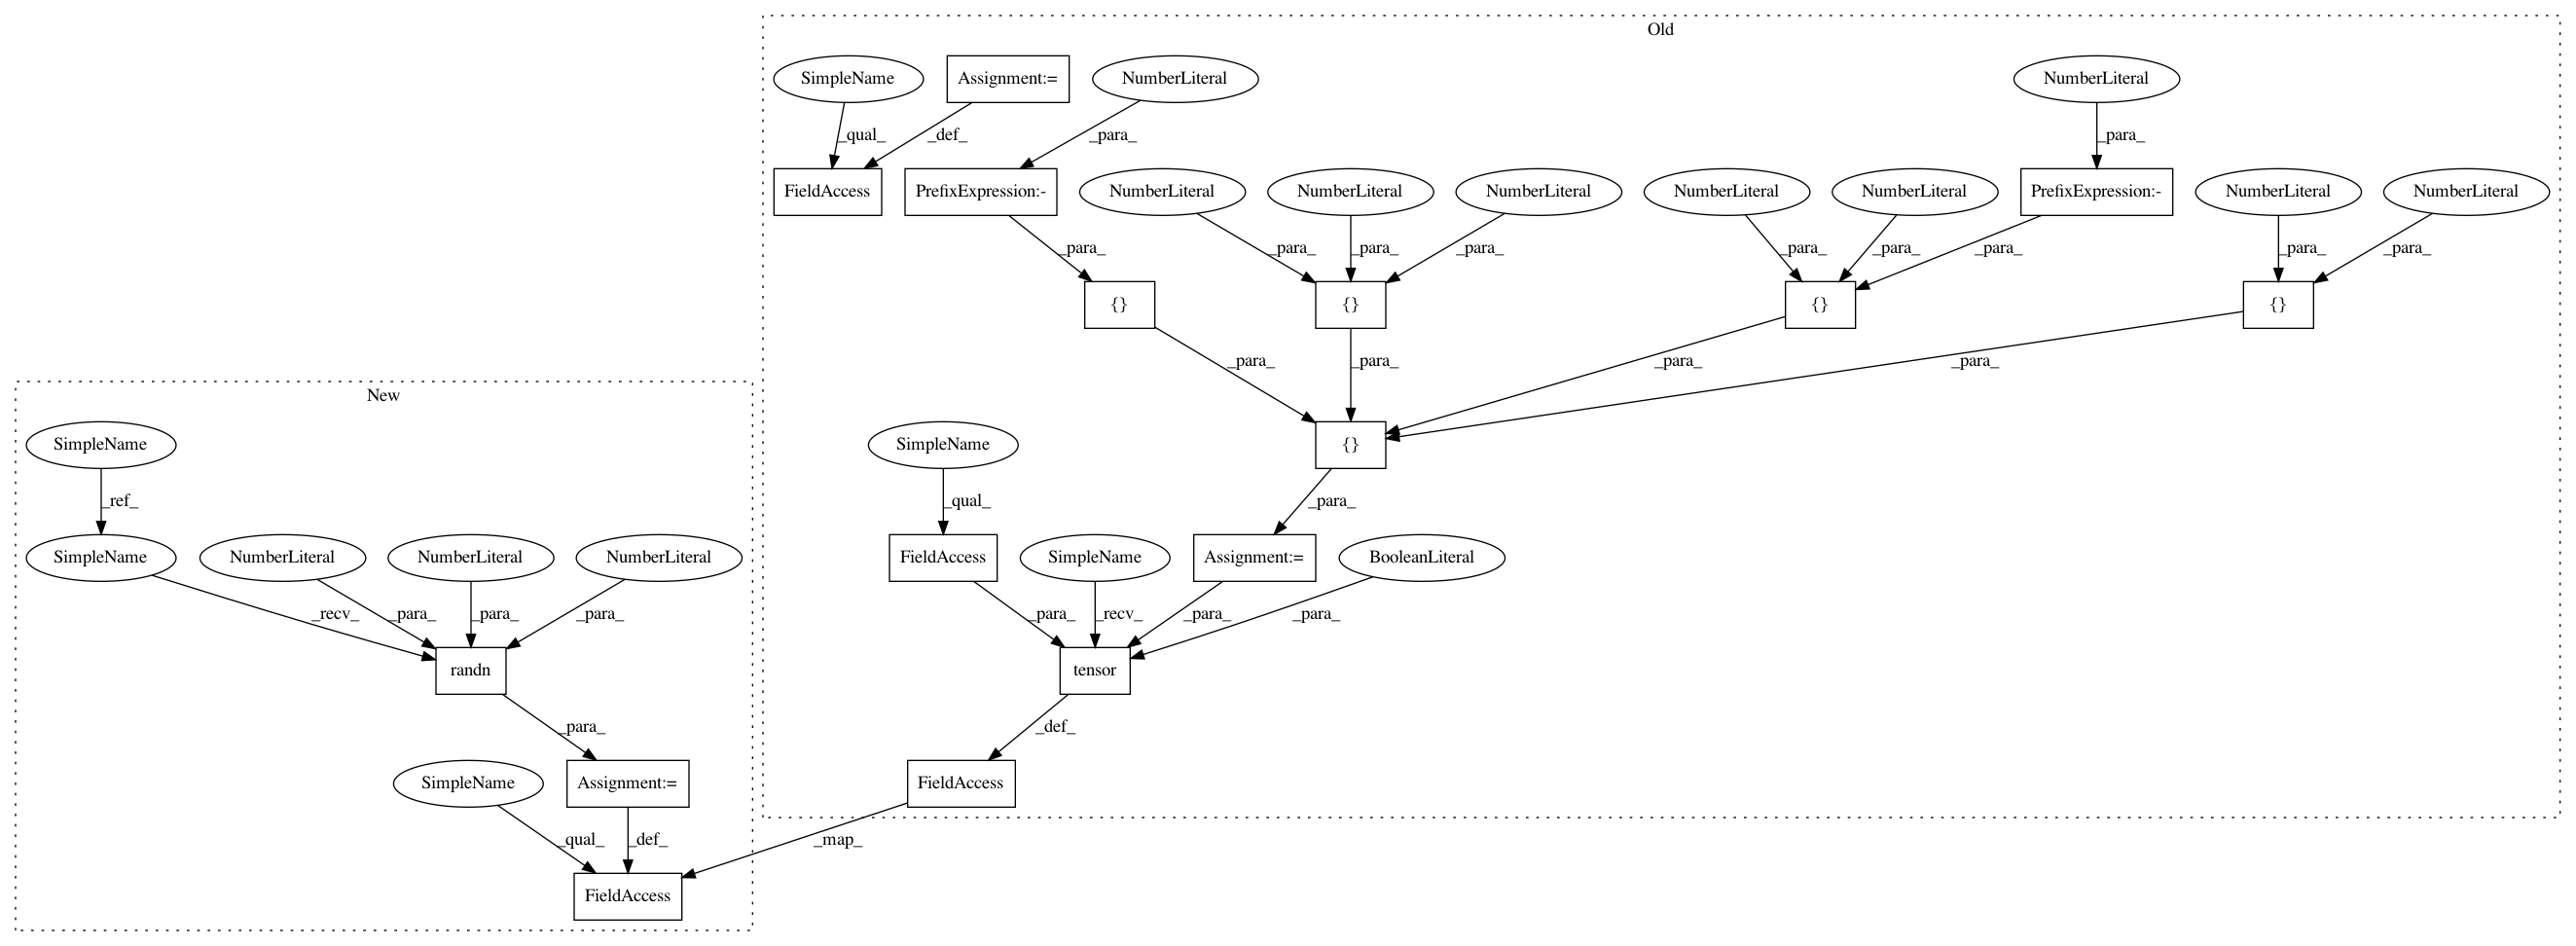 Old
SimpleName
Assignment:=
NumberLiteral
NumberLiteral
_qual_
_def_
_para_
_para_
FieldAccess
PrefixExpression:-
NumberLiteral
NumberLiteral
NumberLiteral
NumberLiteral
NumberLiteral
PrefixExpression:-
NumberLiteral
NumberLiteral
_para_
_para_
_para_
_para_
_para_
_para_
_para_
_para_
_para_
{}
{}
{}
{}
_para_
_para_
_para_
_para_
New
SimpleName
SimpleName
{}
_ref_
_qual_
_para_
SimpleName
NumberLiteral
NumberLiteral
NumberLiteral
FieldAccess
SimpleName
Assignment:=
BooleanLiteral
_recv_
_para_
_para_
_para_
_para_
_recv_
_para_
_para_
randn
tensor
_para_
_def_
SimpleName
Assignment:=
FieldAccess
_qual_
_def_
_map_
FieldAccess